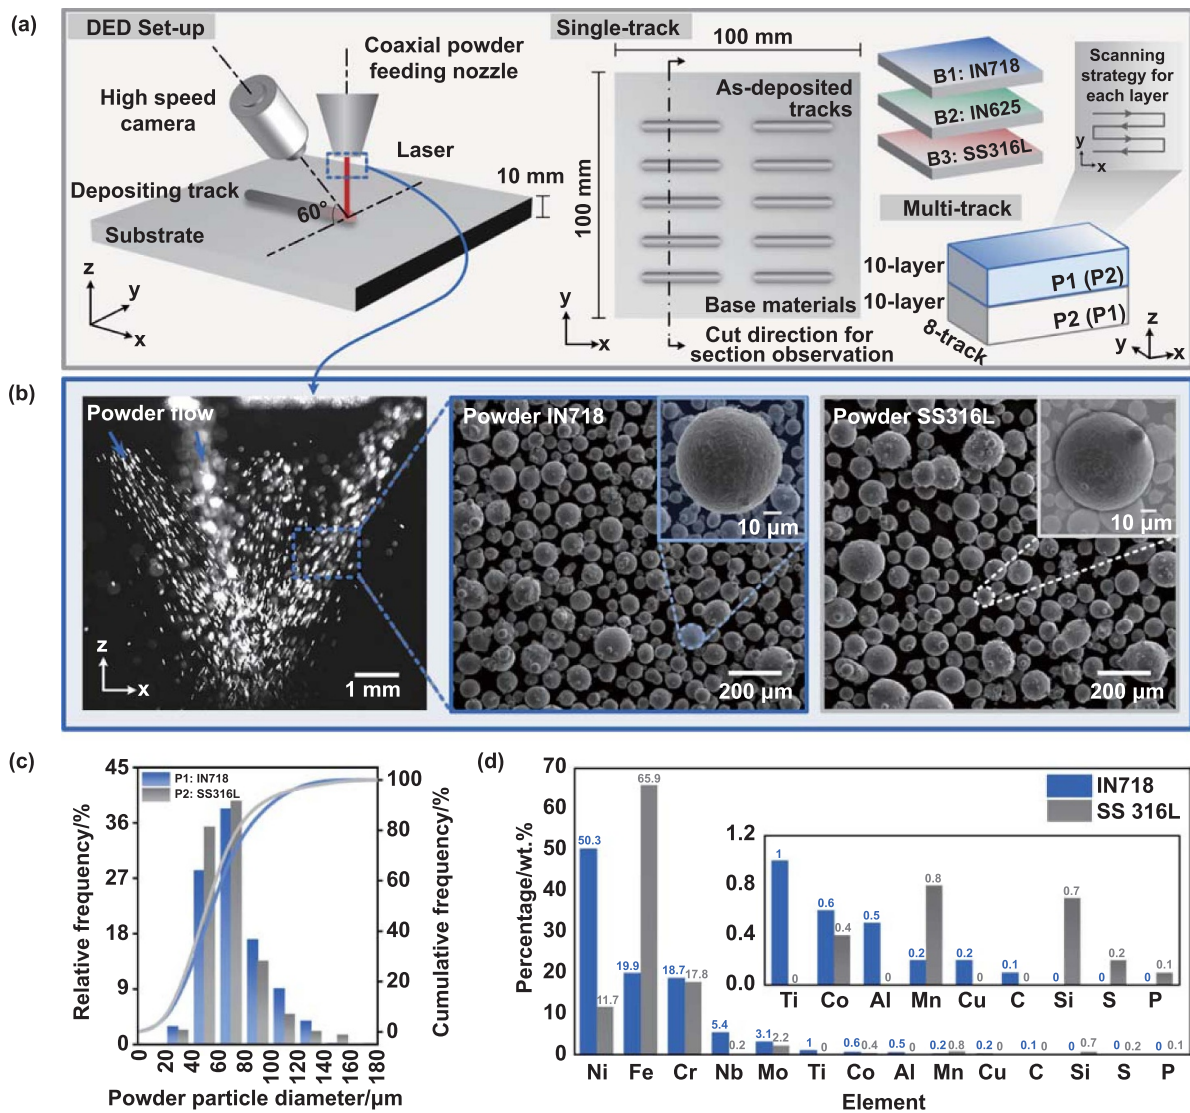 (a)
DED Set-up
High speed
camera
Coaxial powder
feeding nozzle
Laser
Depositing track
60°
10 mm
Substrate
z
y
x
Single-track
100 mm
100 mm
As-deposited
tracks
Base materials
Cut direction for
section observation
y
x
B1: IN718
B2: IN625
B3: SS316L
Scanning
strategy for
each layer
y
x
Multi-track
10-layer
10-layer
8-track
P1 (P2)
P2 (P1)
z
y
x
(b)
Powder flow
z
x
1 mm
Powder IN718
10 μm
200 μm
Powder SS316L
10 μm
200 μm
(c)
P1: IN718
P2: SS316L
Relative frequency/%
45
36
27
18
9
0
Cumulative frequency/%
100
80
60
40
20
0
0 20 40 60 80 100 120 140 160 180
Powder particle diameter/μm
(d)
IN718
SS 316L
Percentage/wt.%
70
60
50
40
30
20
10
0
50.3 11.7 19.9 65.9 18.7 17.8 5.4 0.2 3.1 2.2 1 0 0.6 0.4 0.5 0 0.2 0.8 0.2 0 0.1 0 0 0.7 0 0.2 0 0.1
Ni Fe Cr Nb Mo Ti Co Al Mn Cu C Si S P
Element
1.2
0.8
0.4
0.0
1 0 0.6 0.4 0.5 0 0.2 0.8 0.2 0 0.1 0 0 0.7 0 0.2 0 0.1
Ti Co Al Mn Cu C Si S P